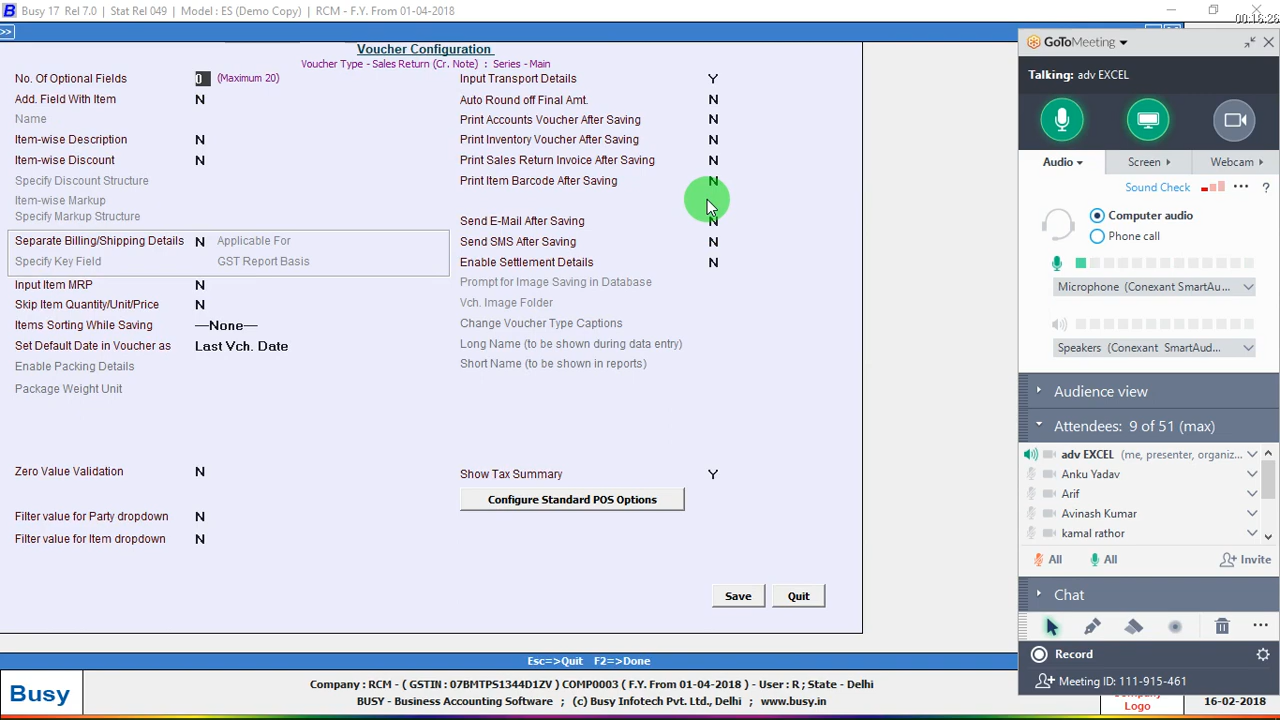 Busy 17 Rel 7.0 | Stat Rel 049 | Model : ES (Demo Copy) | RCM - F.Y. From 01-04-2018
>>
Voucher Configuration
Voucher Type - Sales Return (Cr. Note) : Series - Main
No. Of Optional Fields 0 (Maximum 20)
Add. Field With Item N
Name
Item-wise Description N
Item-wise Discount N
Specify Discount Structure
Item-wise Markup
Specify Markup Structure
Separate Billing/Shipping Details N Applicable For
Specify Key Field GST Report Basis
Input Item MRP N
Skip Item Quantity/Unit/Price N
Items Sorting While Saving —None—
Set Default Date in Voucher as Last Vch. Date
Enable Packing Details
Package Weight Unit
Zero Value Validation N
Filter value for Party dropdown N
Filter value for Item dropdown N
Input Transport Details Y
Auto Round off Final Amt. N
Print Accounts Voucher After Saving N
Print Inventory Voucher After Saving N
Print Sales Return Invoice After Saving N
Print Item Barcode After Saving N
Send E-Mail After Saving N
Send SMS After Saving N
Enable Settlement Details N
Prompt for Image Saving in Database
Vch. Image Folder
Change Voucher Type Captions
Long Name (to be shown during data entry)
Short Name (to be shown in reports)
Show Tax Summary Y
Configure Standard POS Options
Save Quit
Esc=>Quit F2=>Done
Busy
Company : RCM - ( GSTIN : 07BMTPS1344D1ZV ) COMP0003 ( F.Y. From 01-04-2018 ) - User : R ; State - Delhi
BUSY - Business Accounting Software ; (c) Busy Infotech Pvt. Ltd., Delhi ; www.busy.in
Company
Logo
16-02-2018
00:15:26
GoToMeeting
Talking: adv EXCEL
Audio Screen Webcam
Sound Check ?
Computer audio
Phone call
Microphone (Conexant SmartAu...
Speakers (Conexant SmartAud...
Audience view
Attendees: 9 of 51 (max)
adv EXCEL (me, presenter, organiz...
Anku Yadav
Arif
Avinash Kumar
kamal rathor
All All Invite
Chat
Record
Meeting ID: 111-915-461